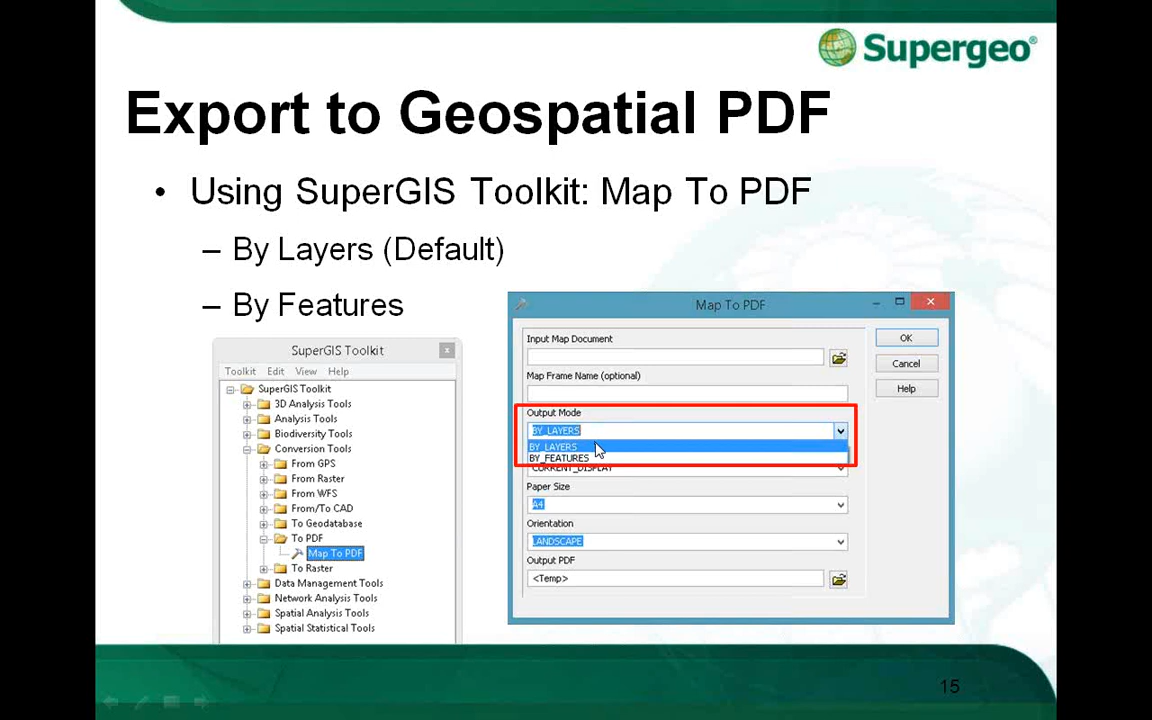 Supergeo®
Export to Geospatial PDF
• Using SuperGIS Toolkit: Map To PDF
– By Layers (Default)
– By Features
SuperGIS Toolkit
x
Toolkit Edit View Help
SuperGIS Toolkit
3D Analysis Tools
Analysis Tools
Biodiversity Tools
Conversion Tools
From GPS
From Raster
From WFS
From/To CAD
To Geodatabase
To PDF
Map To PDF
To Raster
Data Management Tools
Network Analysis Tools
Spatial Analysis Tools
Spatial Statistical Tools
Map To PDF
Input Map Document
Map Frame Name (optional)
Output Mode
BY_LAYERS
BY_LAYERS
BY_FEATURES
CURRENT_DISPLAY
Paper Size
A4
Orientation
LANDSCAPE
Output PDF
<Temp>
OK
Cancel
Help
15